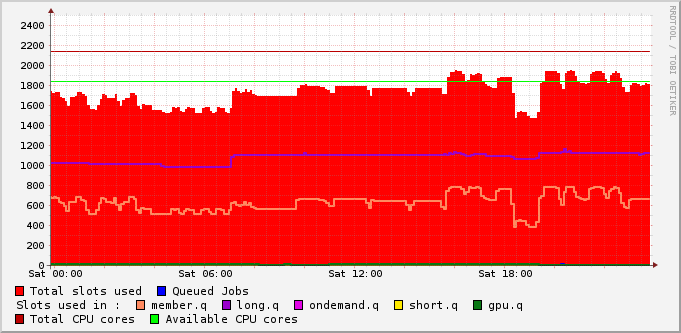 RRDTOOL / TOBI OETIKER
2400
2200
2000
1800
1600
1400
1200
1000
800
600
400
200
0
Sat 00:00 Sat 06:00 Sat 12:00 Sat 18:00
Total slots used Queued Jobs
Slots used in : member.q long.q ondemand.q short.q gpu.q
Total CPU cores Available CPU cores